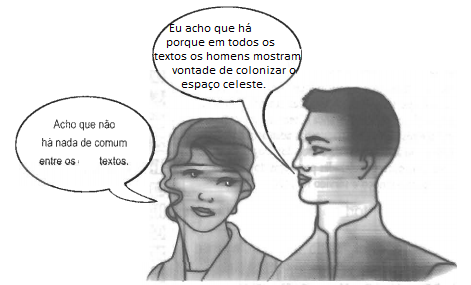 Eu acho que há
porque em todos os
textos os homens mostram
vontade de colonizar o
espaço celeste.
Acho que não
há nada de comum
entre os textos.